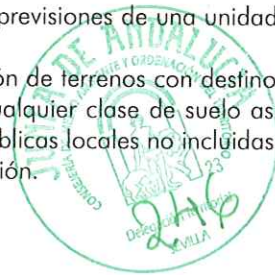 previsiones de una unidad
ón de terrenos con destino
ualquier clase de suelo as
blicas locales no incluidas
ión.
JUNTA DE ANDALUCIA
23
Delegación
SEVILLA